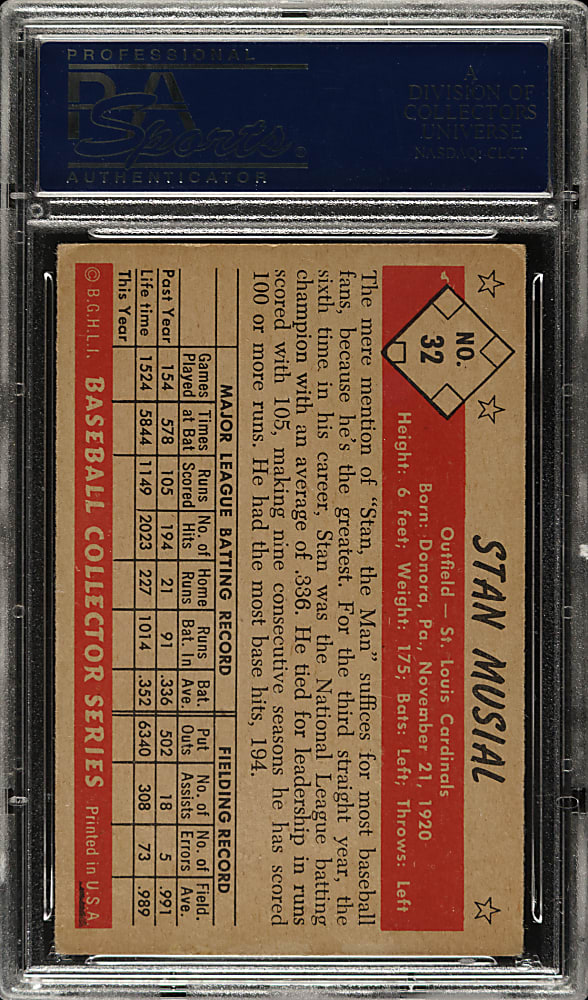 PROFESSIONAL
PSA
Sports
AUTHENTICATOR
A
DIVISION OF
COLLECTORS
UNIVERSE
NASDAQ: CLCT
NO.
32
STAN MUSIAL
Outfield — St. Louis Cardinals
Born: Donora, Pa., November 21, 1920
Height: 6 feet; Weight: 175; Bats: Left; Throws: Left
The mere mention of "Stan, the Man" suffices for most baseball
fans, because he's the greatest. For the third straight year, the
sixth time in his career, Stan was the National League batting
champion with an average of .336. He tied for leadership in runs
scored with 105, making nine consecutive seasons he has scored
100 or more runs. He had the most base hits, 194.
MAJOR LEAGUE BATTING RECORD FIELDING RECORD
Games Times Runs No. of Home Runs Bat. Put No. of No. of Field.
Played at Bat Scored Hits Runs Bat. In Ave. Outs Assists Errors Ave.
Past Year 154 578 105 194 21 91 .336 502 18 5 .991
Life time 1524 5844 1149 2023 227 1014 .352 6340 308 73 .989
This Year
© B.G.H.L.I. BASEBALL COLLECTOR SERIES Printed in U.S.A.